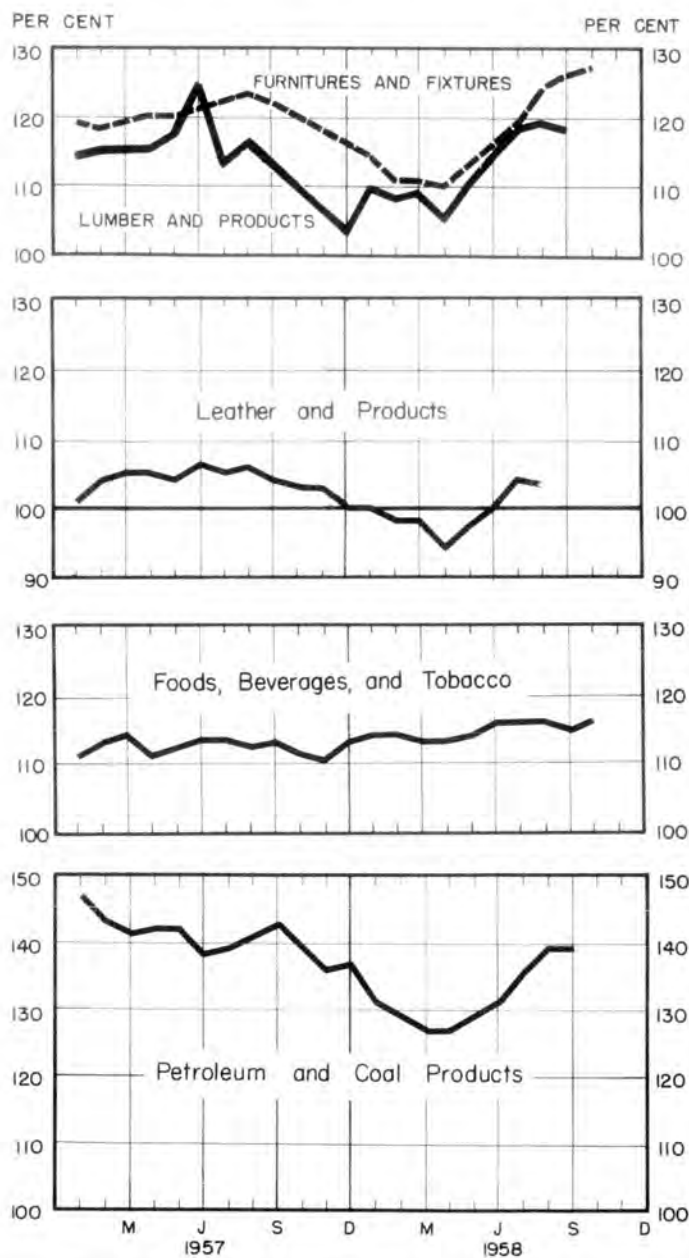 PER CENT PER CENT
130 130
FURNITURES AND FIXTURES
120 120
110 110
LUMBER AND PRODUCTS
100 100
130 130
120 120
Leather and Products
110 110
100 100
90 90
130 130
Foods, Beverages, and Tobacco
120 120
110 110
100 100
150 150
140 140
130 130
120 120
Petroleum and Coal Products
110 110
100 100
M J S D M J S D
1957 1958